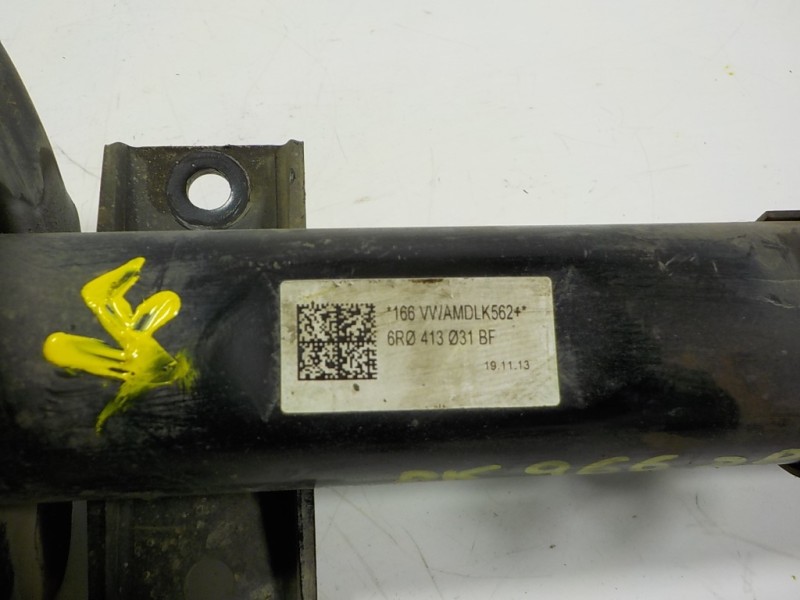 *166 VW/AMDLK562+*
6RØ 413 Ø31 BF
19.11.13